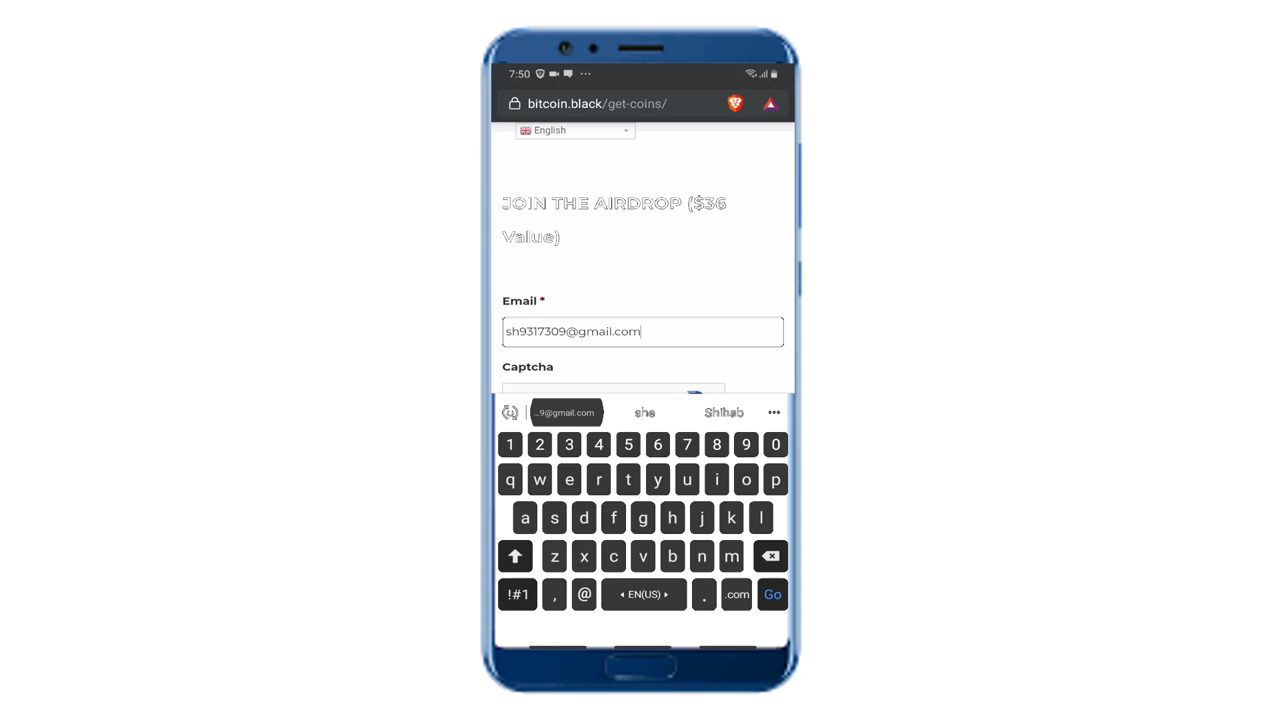 7:50
bitcoin.black/get-coins/
English
JOIN THE AIRDROP ($36
Value)
Email *
sh9317309@gmail.com
Captcha
...9@gmail.com she Shihab
1 2 3 4 5 6 7 8 9 0
q w e r t y u i o p
a s d f g h j k l
z x c v b n m
!#1 , @ EN(US) . .com Go